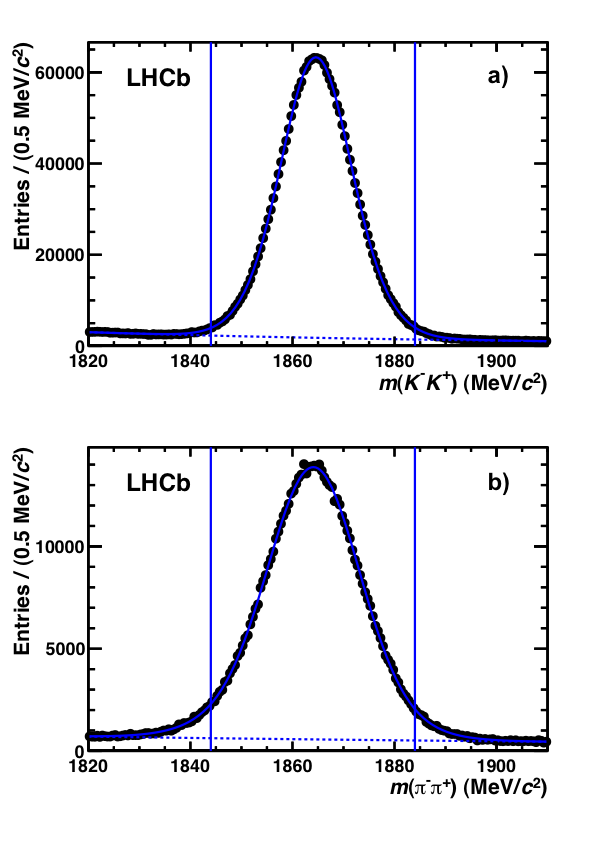 Entries / (0.5 MeV/c²)
60000
40000
20000
0
LHCb
a)
1820 1840 1860 1880 1900
m(K⁻K⁺) (MeV/c²)
Entries / (0.5 MeV/c²)
10000
5000
0
LHCb
b)
1820 1840 1860 1880 1900
m(π⁻π⁺) (MeV/c²)